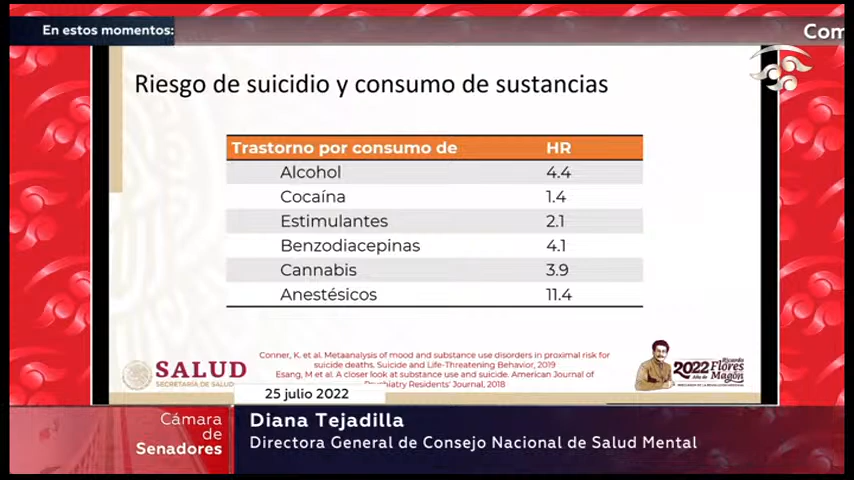 En estos momentos:
Com
Riesgo de suicidio y consumo de sustancias
Trastorno por consumo de HR
Alcohol 4.4
Cocaína 1.4
Estimulantes 2.1
Benzodiacepinas 4.1
Cannabis 3.9
Anestésicos 11.4
Conner, K. et al. Metaanalysis of mood and substance use disorders in proximal risk for
suicide deaths. Suicide and Life-Threatening Behavior, 2019
Esang, M et al. A closer look at substance use and suicide. American Journal of
Psychiatry Residents' Journal, 2018
SALUD
SECRETARÍA DE SALUD
2022 Ricardo
Flores
Año de Magón
25 julio 2022
Cámara
de
Senadores
Diana Tejadilla
Directora General de Consejo Nacional de Salud Mental